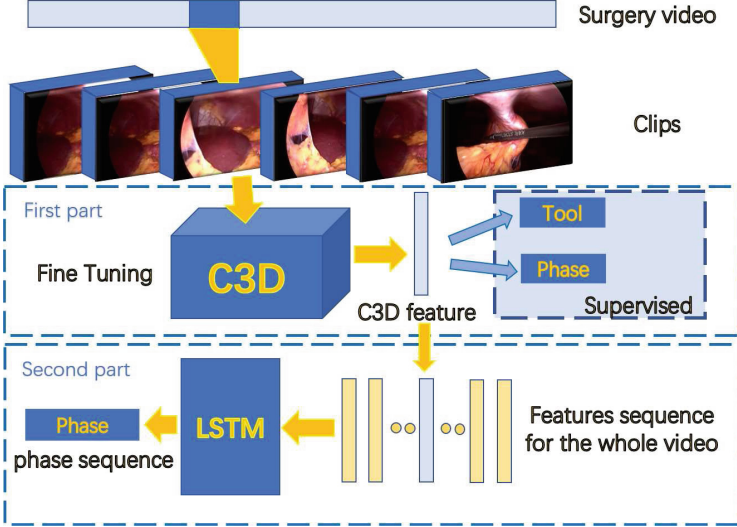 Surgery video
Clips
First part
Tool
Fine Tuning
C3D
Phase
C3D feature
Supervised
Second part
Phase
LSTM
Features sequence
for the whole video
phase sequence